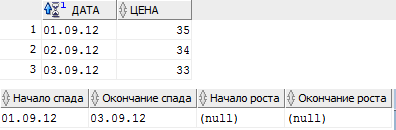 1 ДАТА ЦЕНА
1 01.09.12 35
2 02.09.12 34
3 03.09.12 33
Начало спада Окончание спада Начало роста Окончание роста
01.09.12 03.09.12 (null) (null)